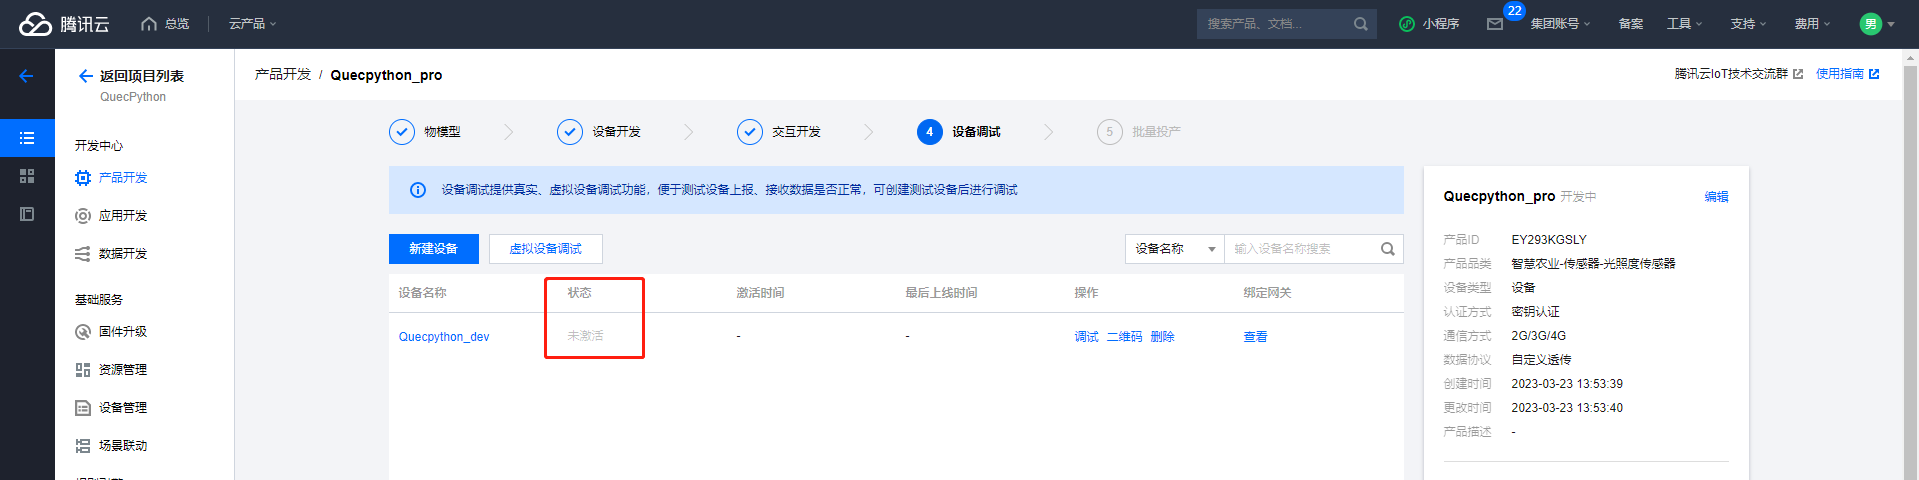 腾讯云
总览
云产品
搜索产品、文档...
小程序
22
集团账号
备案
工具
支持
费用
男
返回项目列表
QuecPython
开发中心
产品开发
应用开发
数据开发
基础服务
固件升级
资源管理
设备管理
场景联动
产品开发 / Quecpython_pro
腾讯云IoT技术交流群
使用指南
物模型
设备开发
交互开发
4 设备调试
5 批量投产
设备调试提供真实、虚拟设备调试功能，便于测试设备上报、接收数据是否正常，可创建测试设备后进行调试
新建设备
虚拟设备调试
设备名称
输入设备名称搜索
设备名称 状态 激活时间 最后上线时间 操作 绑定网关
Quecpython_dev 未激活 - - 调试 二维码 删除 查看
Quecpython_pro 开发中
编辑
产品ID EY293KGSLY
产品品类 智慧农业-传感器-光照度传感器
设备类型 设备
认证方式 密钥认证
通信方式 2G/3G/4G
数据协议 自定义透传
创建时间 2023-03-23 13:53:39
更改时间 2023-03-23 13:53:40
产品描述 -